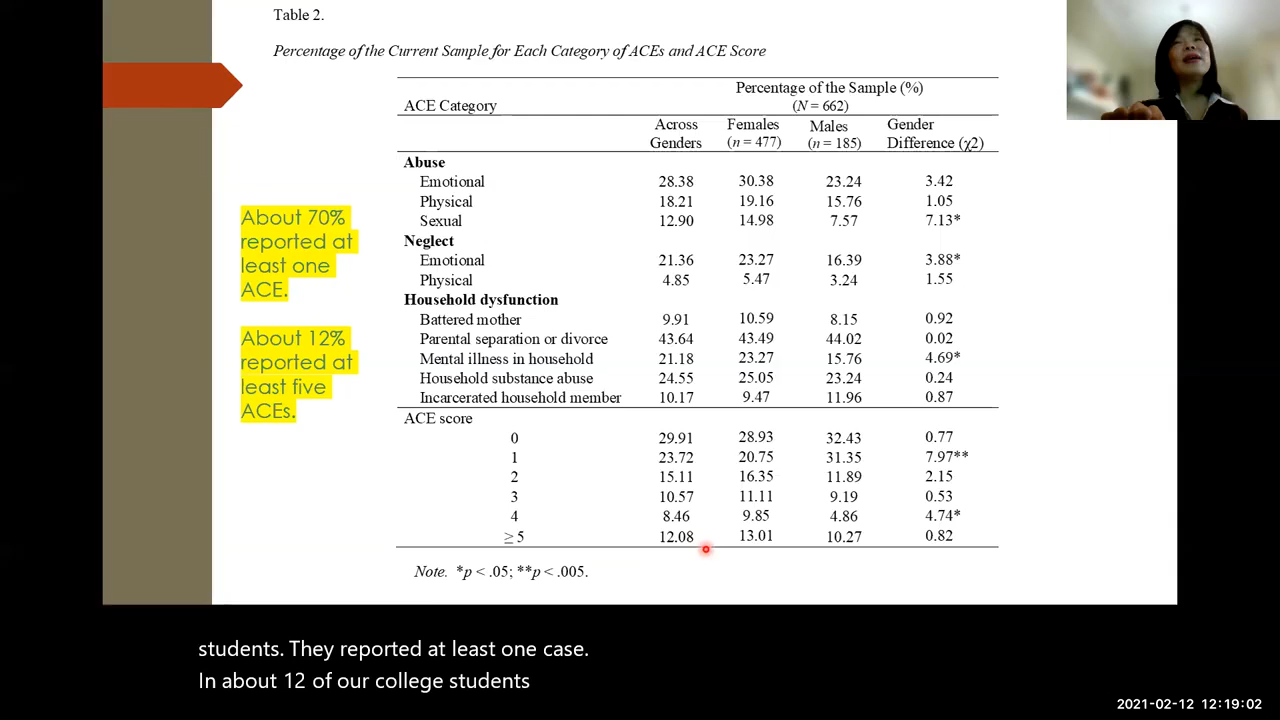 Table 2.
Percentage of the Current Sample for Each Category of ACEs and ACE Score
Percentage of the Sample (%)
ACE Category (N = 662)
Across Females Males Gender
Genders (n = 477) (n = 185) Difference (χ2)
Abuse
Emotional 28.38 30.38 23.24 3.42
Physical 18.21 19.16 15.76 1.05
Sexual 12.90 14.98 7.57 7.13*
Neglect
Emotional 21.36 23.27 16.39 3.88*
Physical 4.85 5.47 3.24 1.55
Household dysfunction
Battered mother 9.91 10.59 8.15 0.92
Parental separation or divorce 43.64 43.49 44.02 0.02
Mental illness in household 21.18 23.27 15.76 4.69*
Household substance abuse 24.55 25.05 23.24 0.24
Incarcerated household member 10.17 9.47 11.96 0.87
ACE score
0 29.91 28.93 32.43 0.77
1 23.72 20.75 31.35 7.97**
2 15.11 16.35 11.89 2.15
3 10.57 11.11 9.19 0.53
4 8.46 9.85 4.86 4.74*
≥ 5 12.08 13.01 10.27 0.82
Note. *p < .05; **p < .005.
About 70%
reported at
least one
ACE.
About 12%
reported at
least five
ACEs.
students. They reported at least one case.
In about 12 of our college students
2021-02-12 12:19:02